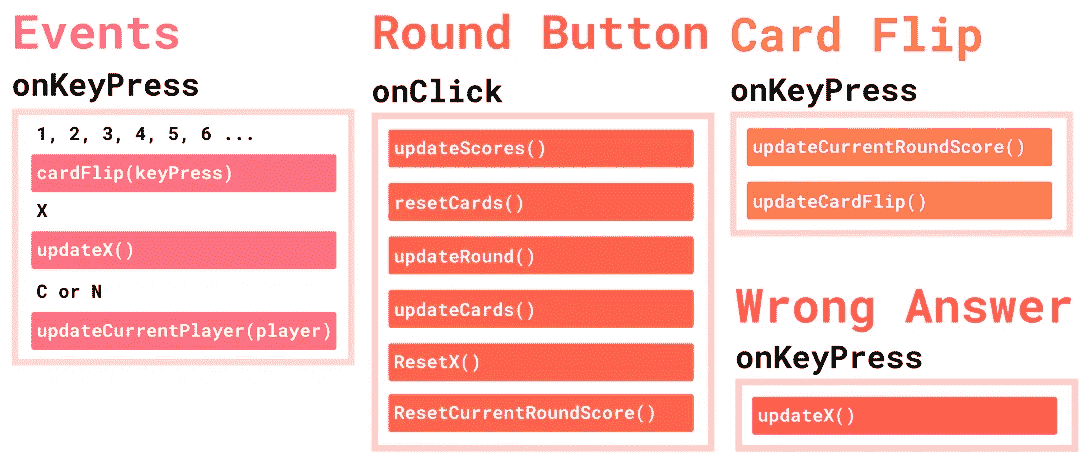 Events
onKeyPress
1, 2, 3, 4, 5, 6 ...
cardFlip(keyPress)
X
updateX()
C or N
updateCurrentPlayer(player)
Round Button
onClick
updateScores()
resetCards()
updateRound()
updateCards()
ResetX()
ResetCurrentRoundScore()
Card Flip
onKeyPress
updateCurrentRoundScore()
updateCardFlip()
Wrong Answer
onKeyPress
updateX()